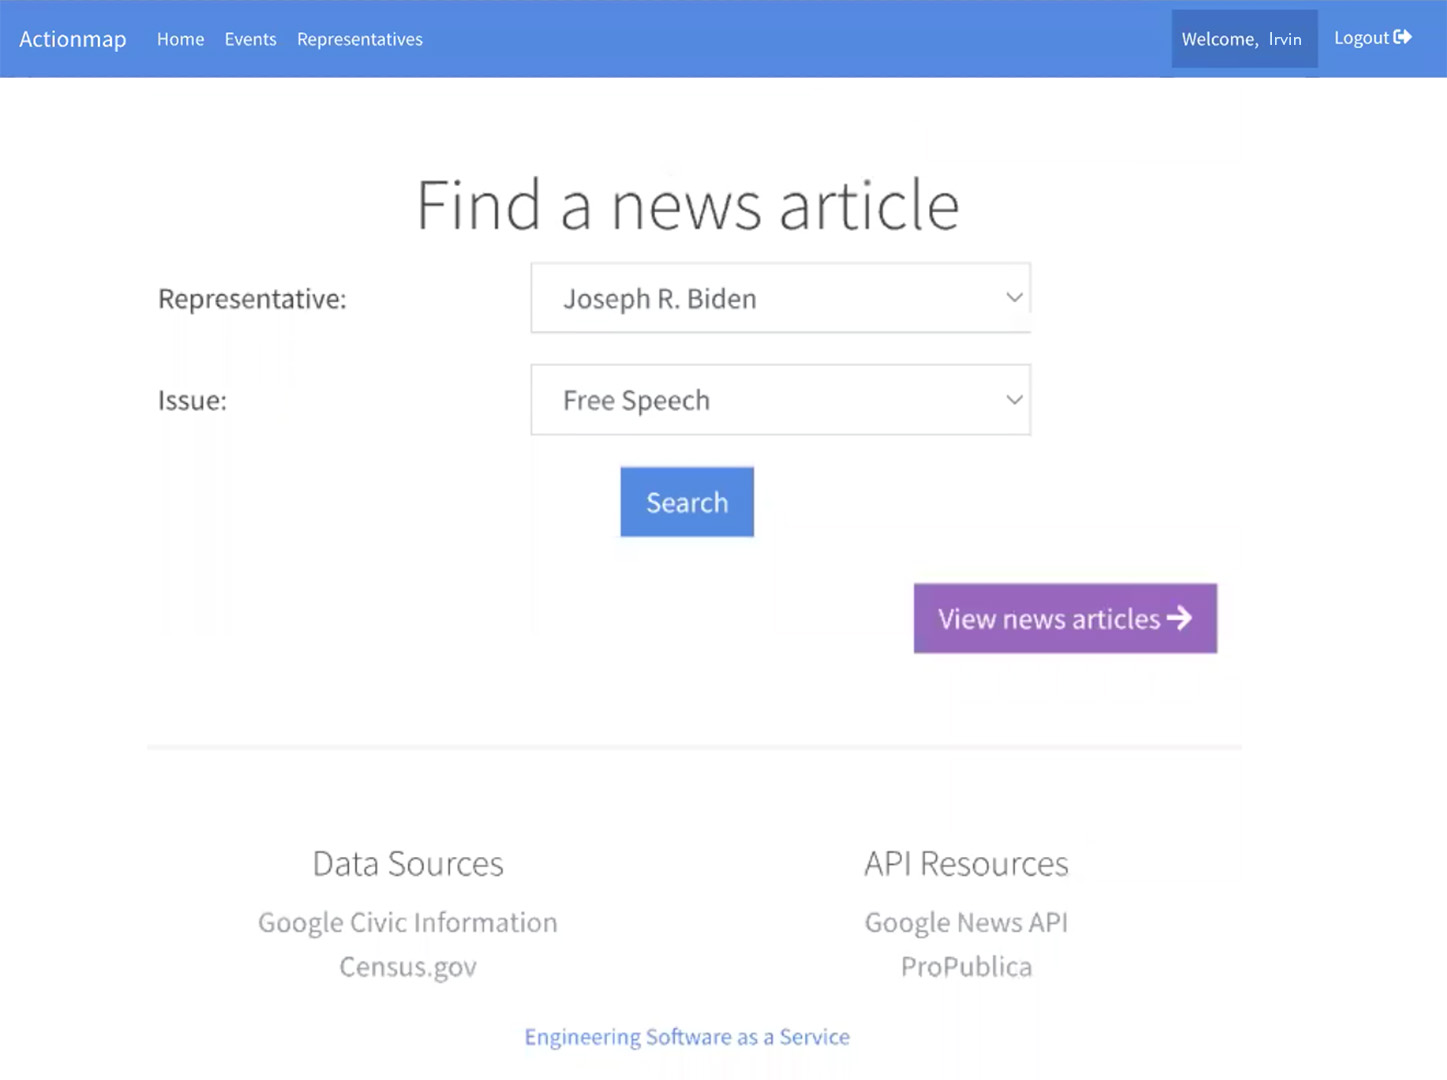 Actionmap Home Events Representatives Welcome, Irvin Logout
Find a news article
Representative: Joseph R. Biden
Issue: Free Speech
Search
View news articles
Data Sources API Resources
Google Civic Information Google News API
Census.gov ProPublica
Engineering Software as a Service